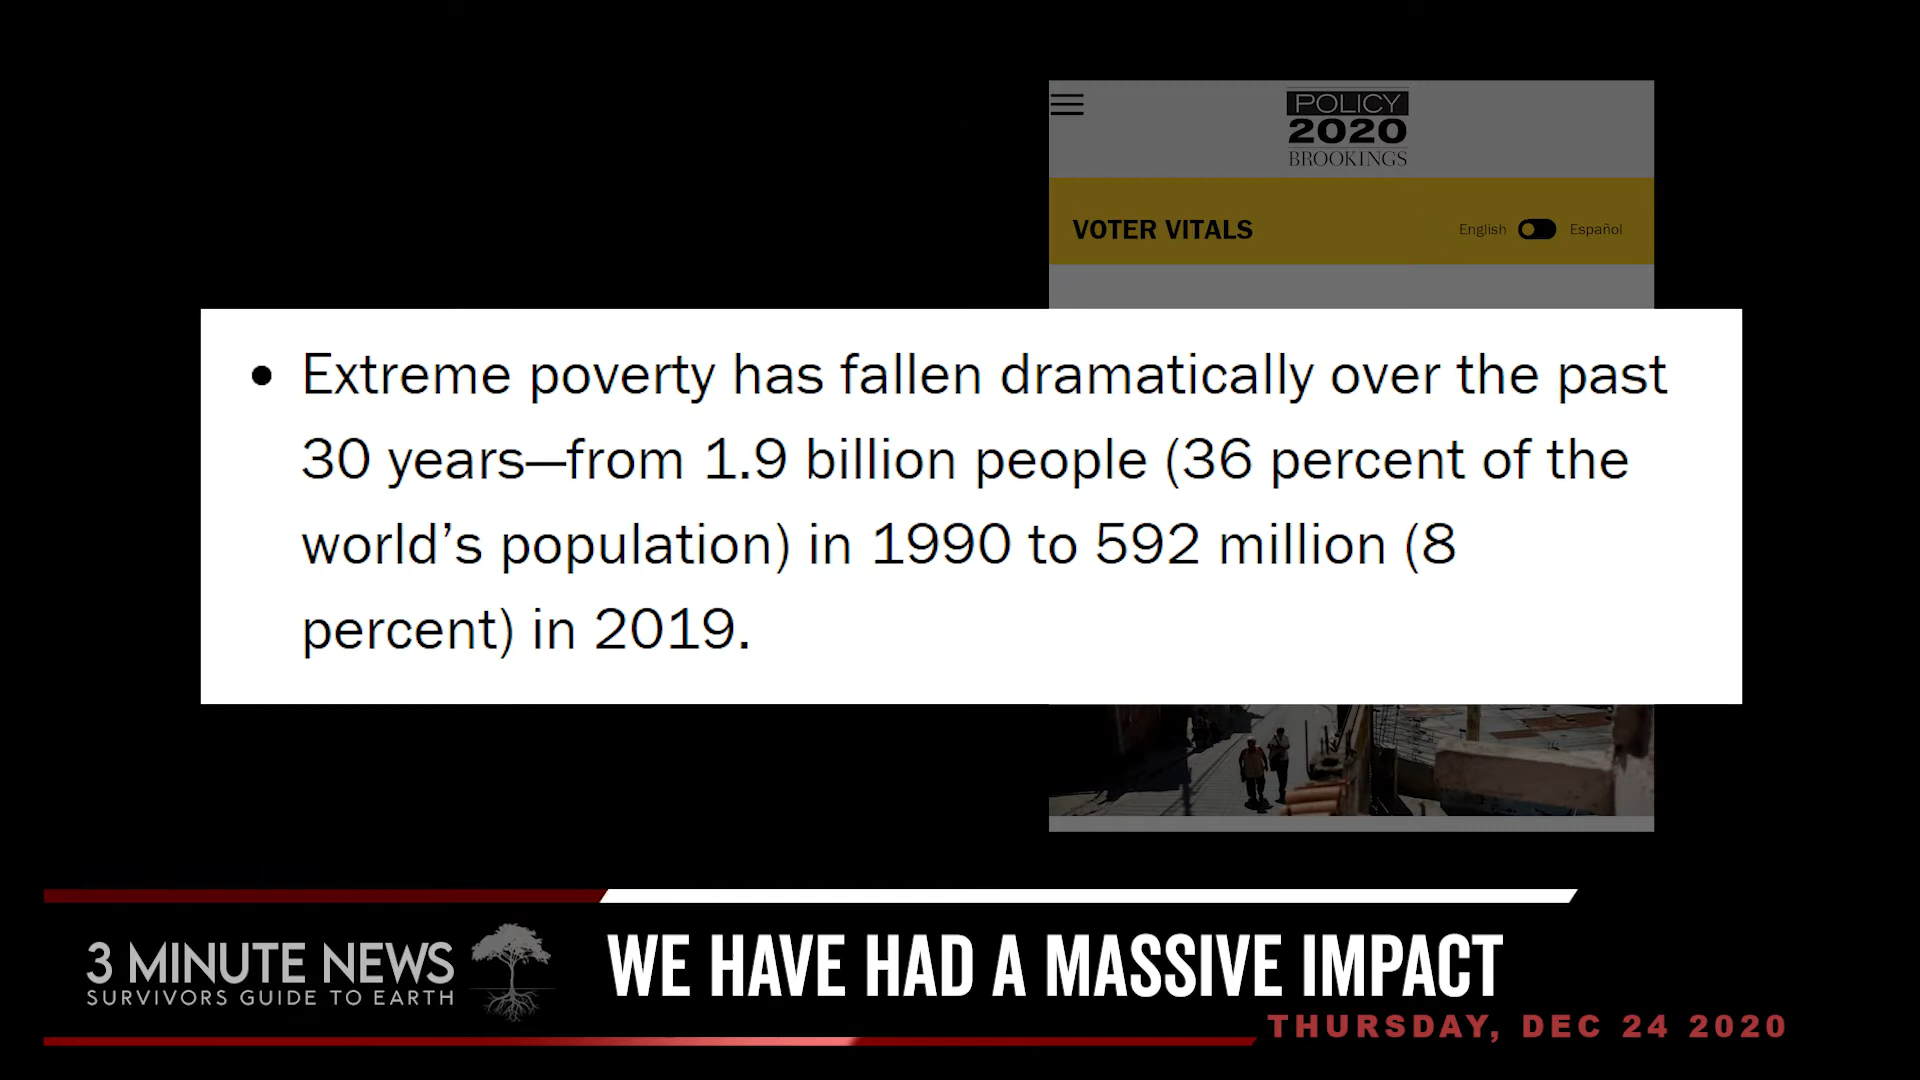 POLICY
2020
BROOKINGS
VOTER VITALS
English Español
• Extreme poverty has fallen dramatically over the past
30 years—from 1.9 billion people (36 percent of the
world’s population) in 1990 to 592 million (8
percent) in 2019.
3 MINUTE NEWS
SURVIVORS GUIDE TO EARTH
WE HAVE HAD A MASSIVE IMPACT
THURSDAY, DEC 24 2020